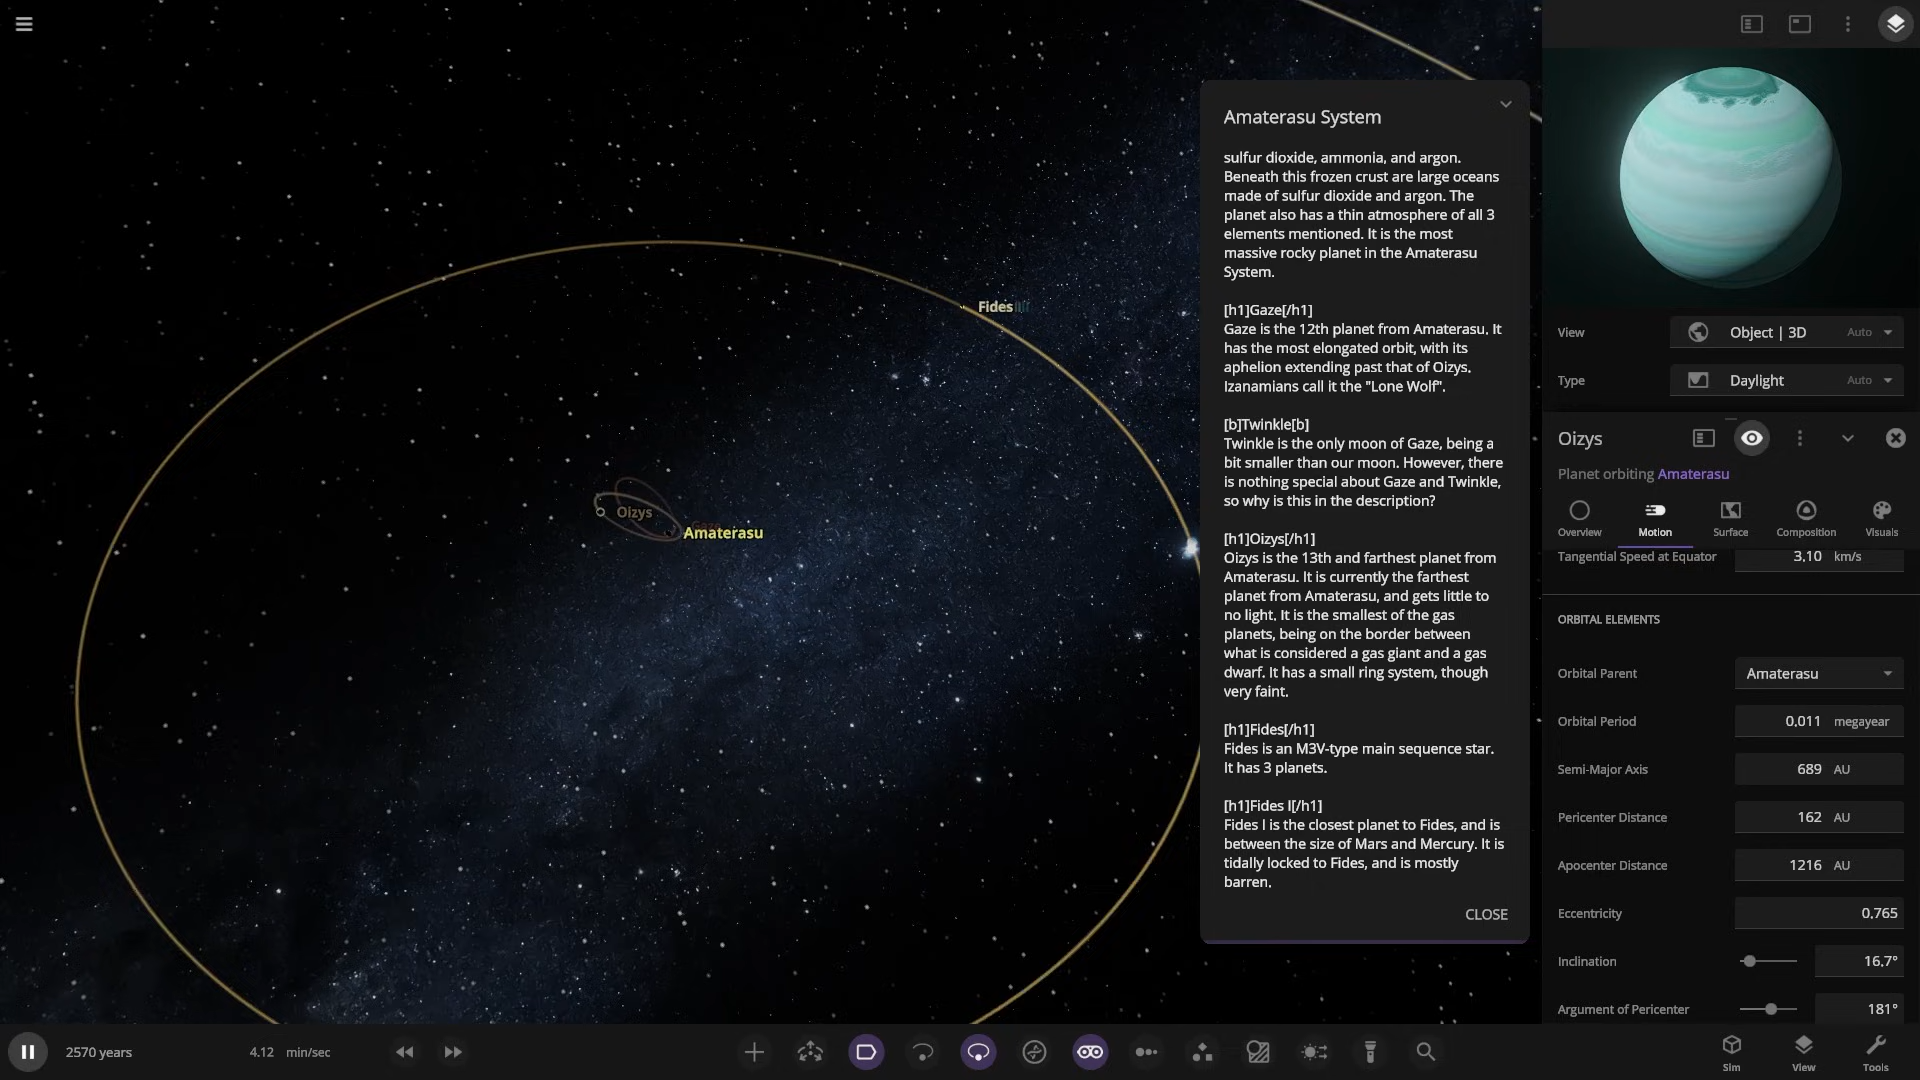 Amaterasu System
sulfur dioxide, ammonia, and argon.
Beneath this frozen crust are large oceans
made of sulfur dioxide and argon. The
planet also has a thin atmosphere of all 3
elements mentioned. It is the most
massive rocky planet in the Amaterasu
System.
[h1]Gaze[/h1]
Gaze is the 12th planet from Amaterasu. It
has the most elongated orbit, with its
aphelion extending past that of Oizys.
Izanamians call it the "Lone Wolf".
[b]Twinkle[b]
Twinkle is the only moon of Gaze, being a
bit smaller than our moon. However, there
is nothing special about Gaze and Twinkle,
so why is this in the description?
[h1]Oizys[/h1]
Oizys is the 13th and farthest planet from
Amaterasu. It is currently the farthest
planet from Amaterasu, and gets little to
no light. It is the smallest of the gas
planets, being on the border between
what is considered a gas giant and a gas
dwarf. It has a small ring system, though
very faint.
[h1]Fides[/h1]
Fides is an M3V-type main sequence star.
It has 3 planets.
[h1]Fides I[/h1]
Fides I is the closest planet to Fides, and is
between the size of Mars and Mercury. It is
tidally locked to Fides, and is mostly
barren.
CLOSE
Fides
Oizys
Gaze
Amaterasu
View
Object | 3D
Auto
Type
Daylight
Auto
Oizys
Planet orbiting Amaterasu
Overview
Motion
Surface
Composition
Visuals
Tangential Speed at Equator
3.10 km/s
ORBITAL ELEMENTS
Orbital Parent
Amaterasu
Orbital Period
0.011 megayear
Semi-Major Axis
689 AU
Pericenter Distance
162 AU
Apocenter Distance
1216 AU
Eccentricity
0.765
Inclination
16.7°
Argument of Pericenter
181°
2570 years
4.12 min/sec
Sim
View
Tools